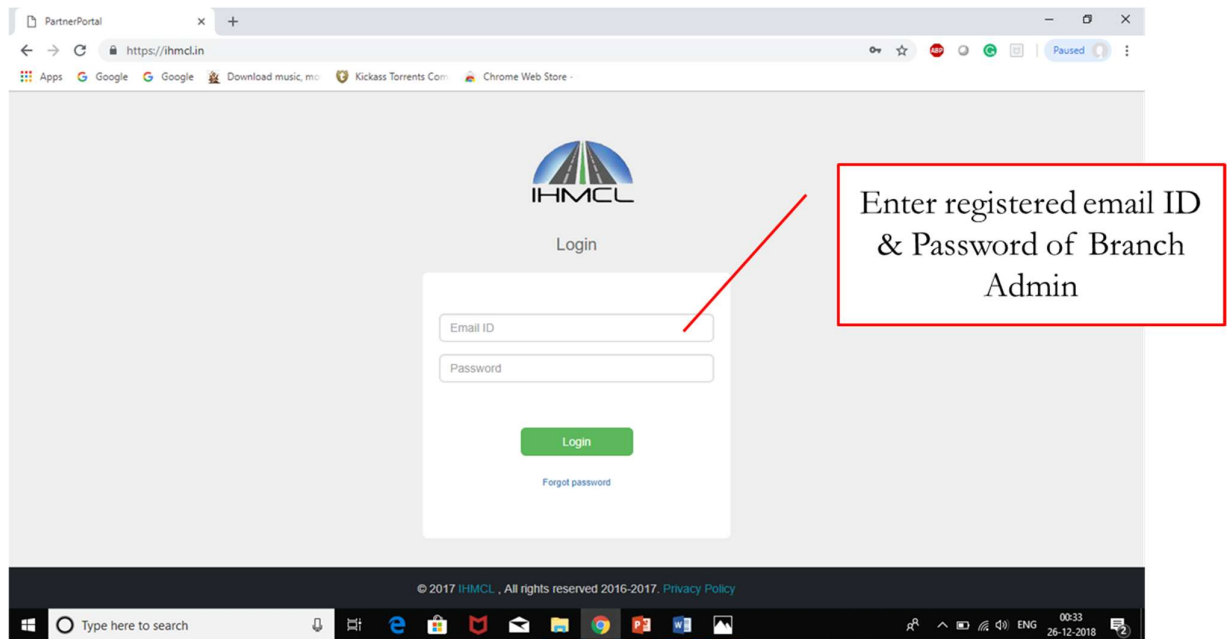 PartnerPortal
https://ihmcl.in
Paused
Apps Google Google Download music, mo Kickass Torrents Com Chrome Web Store -
ABP
IHMCL
Login
Enter registered email ID
& Password of Branch
Admin
Email ID
Password
Login
Forgot password
© 2017 IHMCL , All rights reserved 2016-2017. Privacy Policy
Type here to search
ENG
00:33
26-12-2018
2